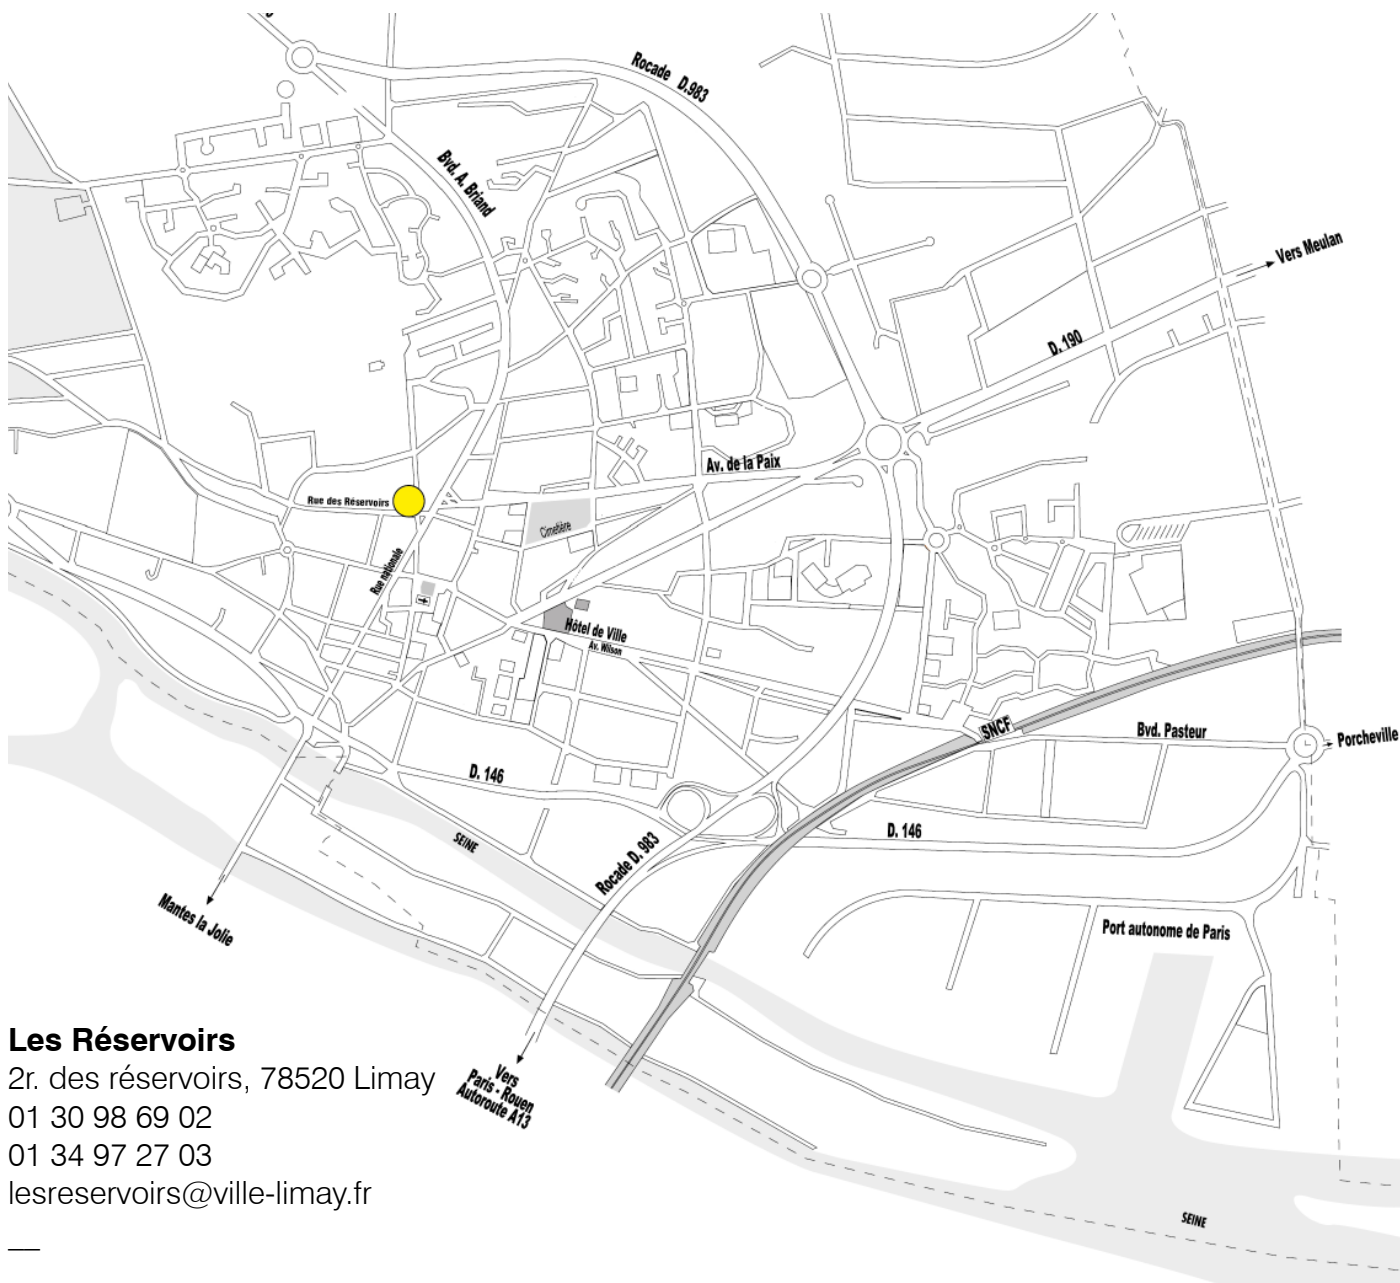 Rocade D.983
Bvd. A. Briand
Vers Meulan
D. 190
Av. de la Paix
Rue des Réservoirs
Cimetière
Rue nationale
Hôtel de Ville
Av. Wilson
SNCF
Bvd. Pasteur
Porcheville
D. 146
D. 146
SEINE
Rocade D. 983
Mantes la Jolie
Port autonome de Paris
Vers
Paris - Rouen
Autoroute A13
Les Réservoirs
2r. des réservoirs, 78520 Limay
01 30 98 69 02
01 34 97 27 03
lesreservoirs@ville-limay.fr
SEINE